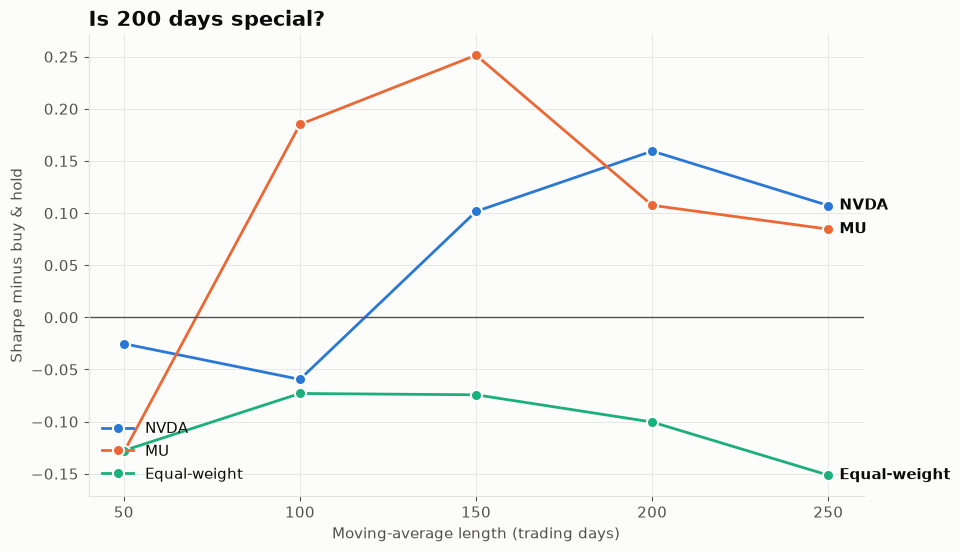 Is 200 days special?
Sharpe minus buy & hold
0.25
0.20
0.15
0.10
0.05
0.00
−0.05
−0.10
−0.15
NVDA
MU
Equal-weight
NVDA
MU
Equal-weight
50 100 150 200 250
Moving-average length (trading days)